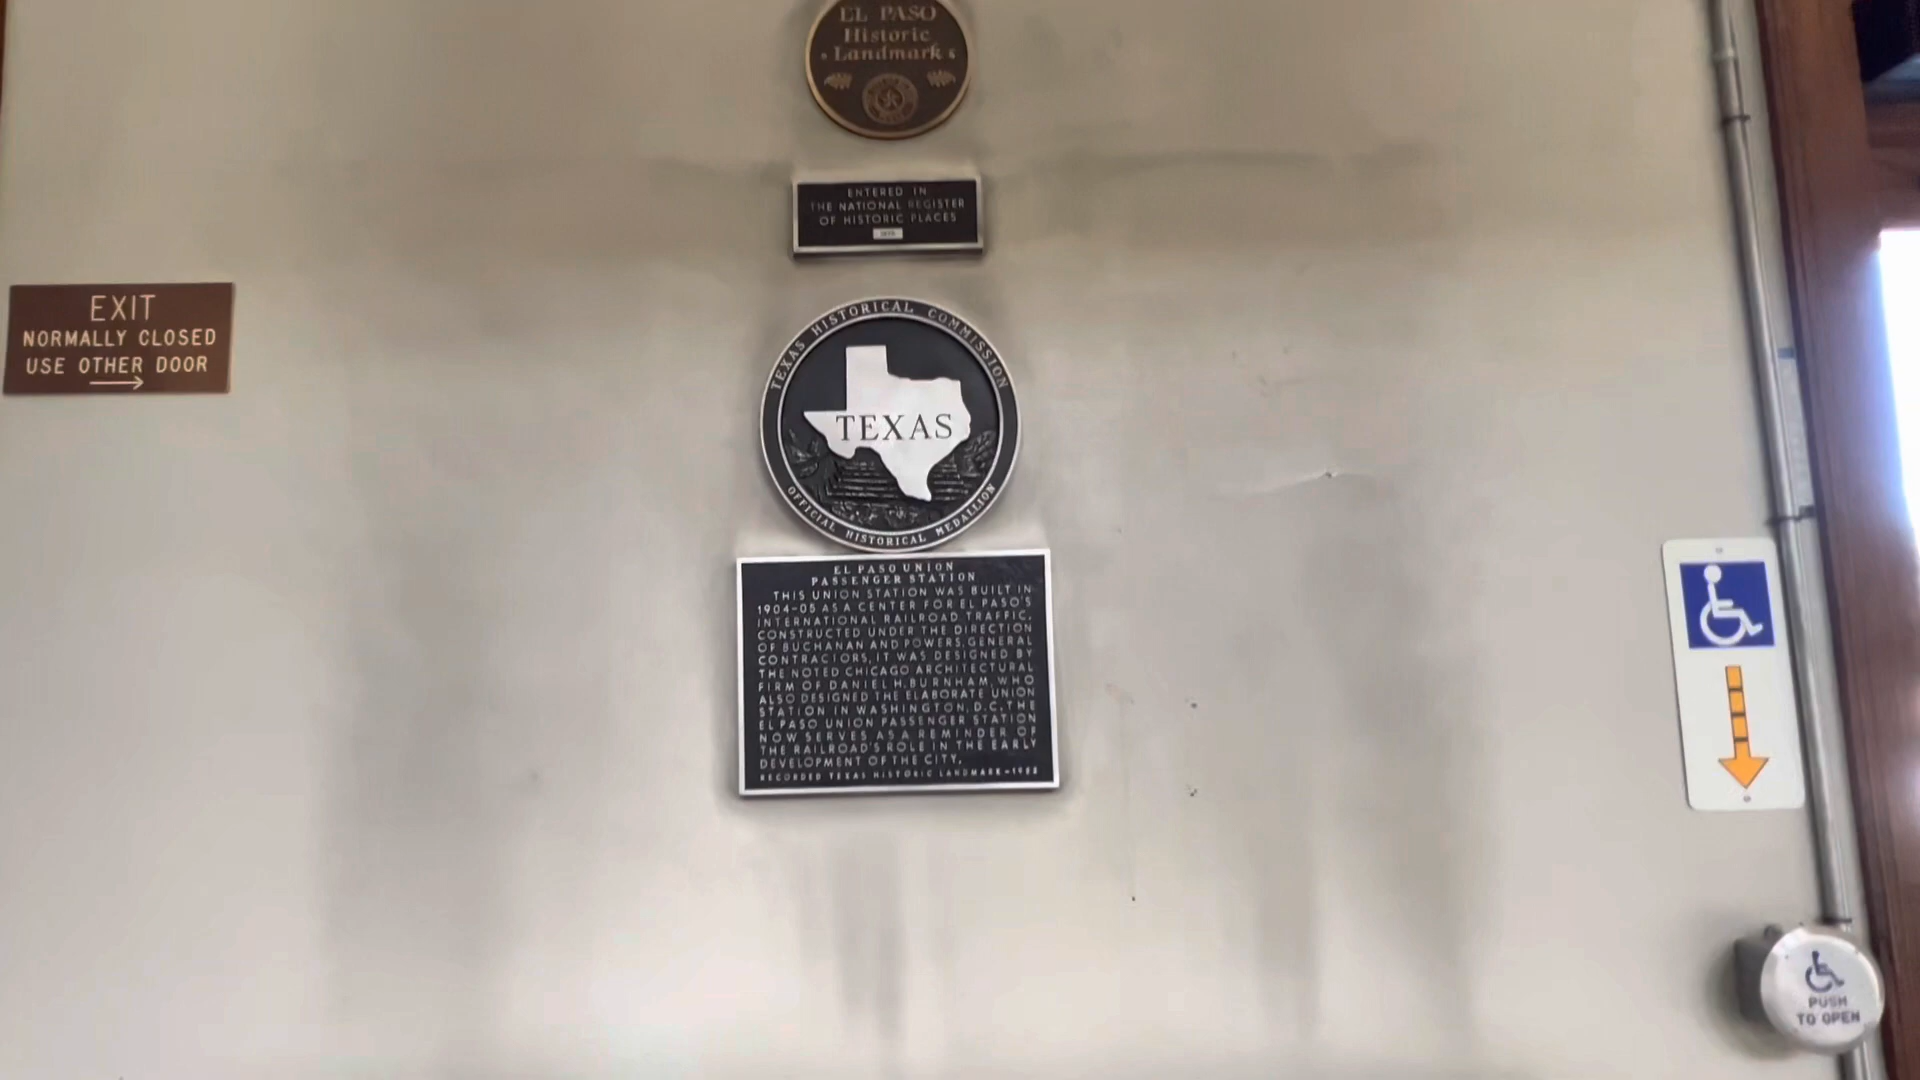 EL PASO
Historic
Landmark
ENTERED IN
THE NATIONAL REGISTER
OF HISTORIC PLACES
EXIT
NORMALLY CLOSED
USE OTHER DOOR
TEXAS HISTORICAL COMMISSION
TEXAS
OFFICIAL HISTORICAL MEDALLION
EL PASO UNION
PASSENGER STATION
THIS UNION STATION WAS BUILT IN
1904-05 AS A CENTER FOR EL PASO'S
INTERNATIONAL RAILROAD TRAFFIC.
CONSTRUCTED UNDER THE DIRECTION
OF BUCHANAN AND POWERS, GENERAL
CONTRACTORS, IT WAS DESIGNED BY
THE NOTED CHICAGO ARCHITECTURAL
FIRM OF DANIEL H. BURNHAM, WHO
ALSO DESIGNED THE ELABORATE UNION
STATION IN WASHINGTON, D.C. THE
EL PASO UNION PASSENGER STATION
NOW SERVES AS A REMINDER OF
THE RAILROAD'S ROLE IN THE EARLY
DEVELOPMENT OF THE CITY.
RECORDED TEXAS HISTORIC LANDMARK-
PUSH
TO OPEN